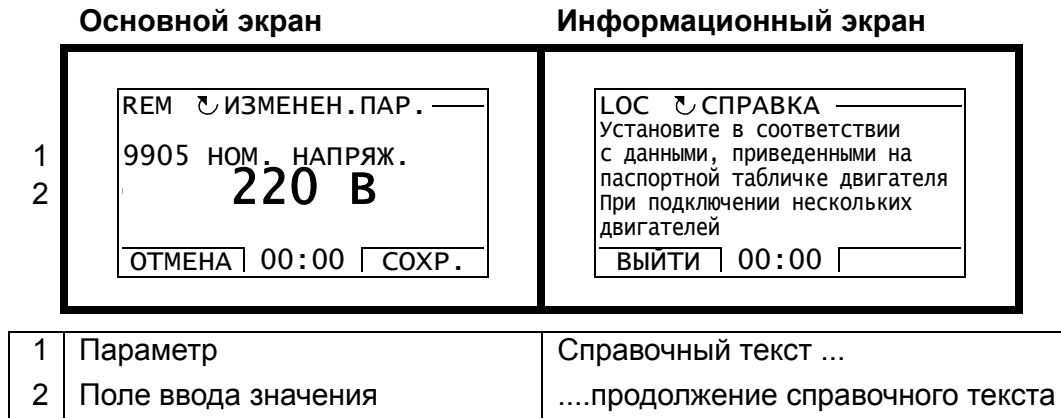 Основной экран
Информационный экран
REM ИЗМЕНЕН.ПАР.
1 9905 НОМ. НАПРЯЖ.
2 220 В
ОТМЕНА 00:00 СОХР.
LOC СПРАВКА
Установите в соответствии
с данными, приведенными на
паспортной табличке двигателя
При подключении нескольких
двигателей
ВЫЙТИ 00:00
1 Параметр Справочный текст ...
2 Поле ввода значения ....продолжение справочного текста